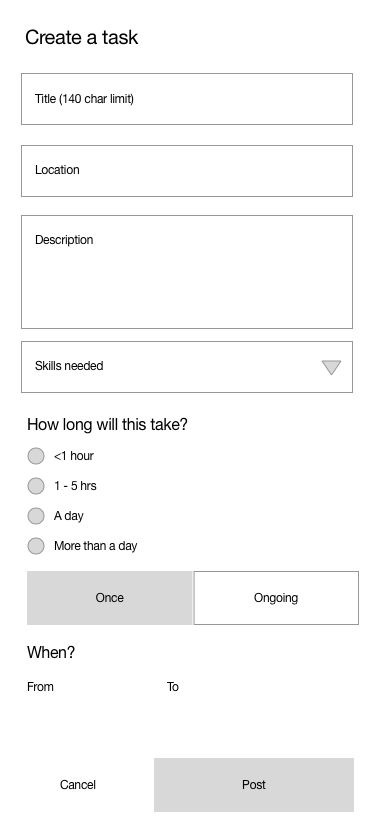 Create a task
Title (140 char limit)
Location
Description
Skills needed
How long will this take?
<1 hour
1 - 5 hrs
A day
More than a day
Once Ongoing
When?
From To
Cancel Post